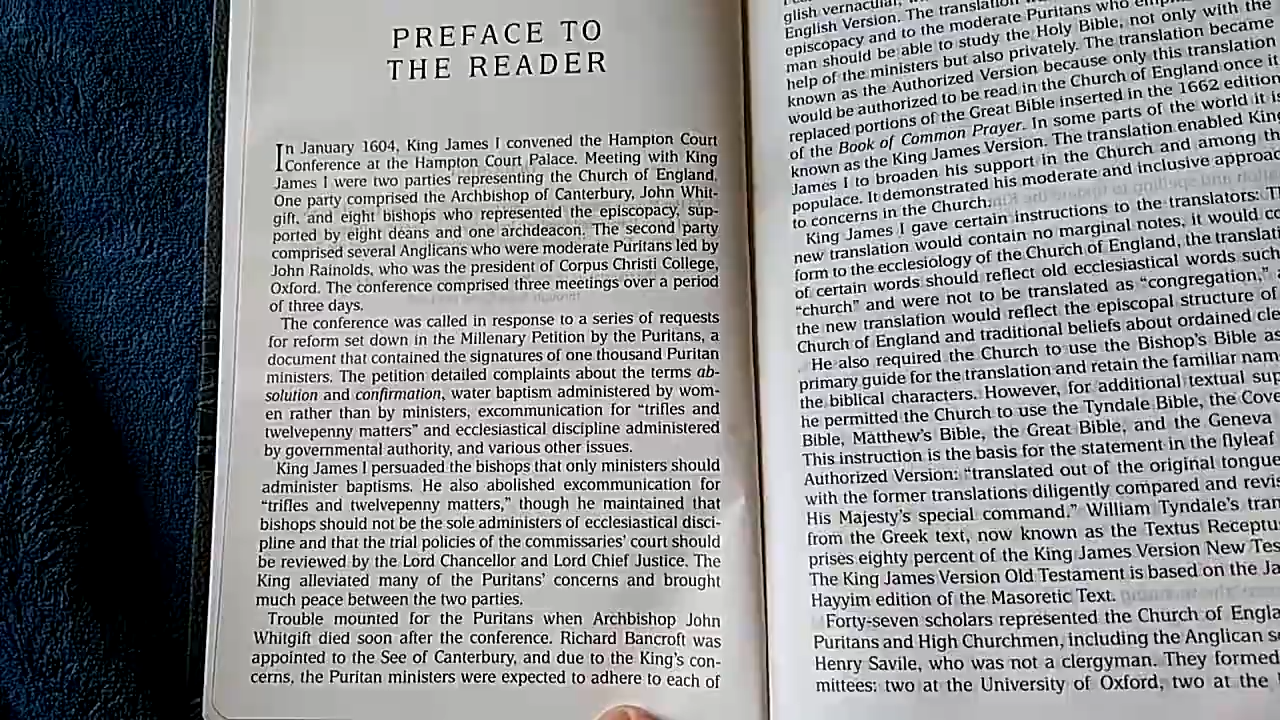 PREFACE TO
THE READER
In January 1604, King James I convened the Hampton Court
Conference at the Hampton Court Palace. Meeting with King
James I were two parties representing the Church of England.
One party comprised the Archbishop of Canterbury, John Whit-
gift, and eight bishops who represented the episcopacy, sup-
ported by eight deans and one archdeacon. The second party
comprised several Anglicans who were moderate Puritans led by
John Rainolds, who was the president of Corpus Christi College,
Oxford. The conference comprised three meetings over a period
of three days.
The conference was called in response to a series of requests
for reform set down in the Millenary Petition by the Puritans, a
document that contained the signatures of one thousand Puritan
ministers. The petition detailed complaints about the terms ab-
solution and confirmation, water baptism administered by wom-
en rather than by ministers, excommunication for “trifles and
twelvepenny matters” and ecclesiastical discipline administered
by governmental authority, and various other issues.
King James I persuaded the bishops that only ministers should
administer baptisms. He also abolished excommunication for
“trifles and twelvepenny matters,” though he maintained that
bishops should not be the sole administers of ecclesiastical disci-
pline and that the trial policies of the commissaries’ court should
be reviewed by the Lord Chancellor and Lord Chief Justice. The
King alleviated many of the Puritans’ concerns and brought
much peace between the two parties.
Trouble mounted for the Puritans when Archbishop John
Whitgift died soon after the conference. Richard Bancroft was
appointed to the See of Canterbury, and due to the King’s con-
cerns, the Puritan ministers were expected to adhere to each of
glish vernacular,
English Version. The translation
episcopacy and to the moderate Puritans who
man should be able to study the Holy Bible, not only with the
help of the ministers but also privately. The translation became
known as the Authorized Version because only this translation
would be authorized to be read in the Church of England once it
replaced portions of the Great Bible inserted in the 1662 edition
of the Book of Common Prayer. In some parts of the world it is
known as the King James Version. The translation enabled King
James I to broaden his support in the Church and among th
populace. It demonstrated his moderate and inclusive approac
to concerns in the Church.
King James I gave certain instructions to the translators: T
new translation would contain no marginal notes, it would co
form to the ecclesiology of the Church of England, the translati
of certain words should reflect old ecclesiastical words such
“church” and were not to be translated as “congregation,”
the new translation would reflect the episcopal structure of
Church of England and traditional beliefs about ordained cle
He also required the Church to use the Bishop’s Bible as
primary guide for the translation and retain the familiar nam
the biblical characters. However, for additional textual sup
he permitted the Church to use the Tyndale Bible, the Cove
Bible, Matthew’s Bible, the Great Bible, and the Geneva
This instruction is the basis for the statement in the flyleaf
Authorized Version: “translated out of the original tongue
with the former translations diligently compared and revis
His Majesty’s special command.” William Tyndale’s tran
from the Greek text, now known as the Textus Receptu
prises eighty percent of the King James Version New Tes
The King James Version Old Testament is based on the Ja
Hayyim edition of the Masoretic Text.
Forty-seven scholars represented the Church of Engla
Puritans and High Churchmen, including the Anglican s
Henry Savile, who was not a clergyman. They formed
mittees: two at the University of Oxford, two at the